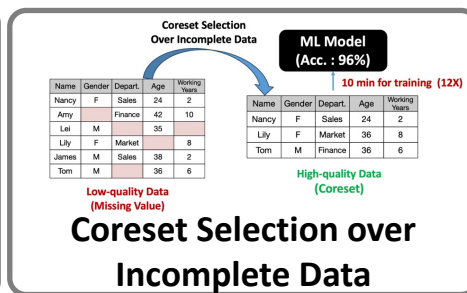 Coreset Selection
Over Incomplete Data
ML Model
(Acc. : 96%)
10 min for training (12X)
Name Gender Depart. Age Working Years
Nancy F Sales 24 2
Amy Finance 42 10
Lei M 35
Lily F Market 8
James M Sales 38 2
Tom M 36 6
Low-quality Data
(Missing Value)
Name Gender Depart. Age Working Years
Nancy F Sales 24 2
Lily F Market 36 8
Tom M Finance 36 6
High-quality Data
(Coreset)
Coreset Selection over
Incomplete Data